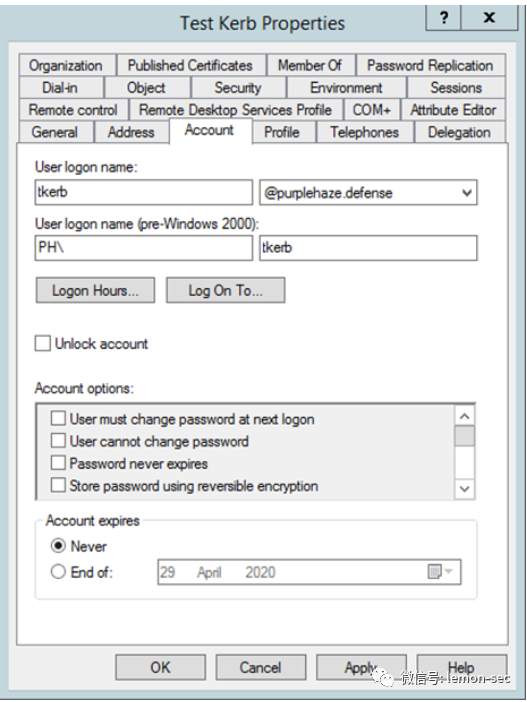 Test Kerb Properties
? x
Organization Published Certificates Member Of Password Replication
Dial-in Object Security Environment Sessions
Remote control Remote Desktop Services Profile COM+ Attribute Editor
General Address Account Profile Telephones Delegation
User logon name:
tkerb @purplehaze.defense
User logon name (pre-Windows 2000):
PH\ tkerb
Logon Hours... Log On To...
Unlock account
Account options:
User must change password at next logon
User cannot change password
Password never expires
Store password using reversible encryption
Account expires
Never
End of: 29 April 2020
OK Cancel Apply Help
微信号: lemon-sec